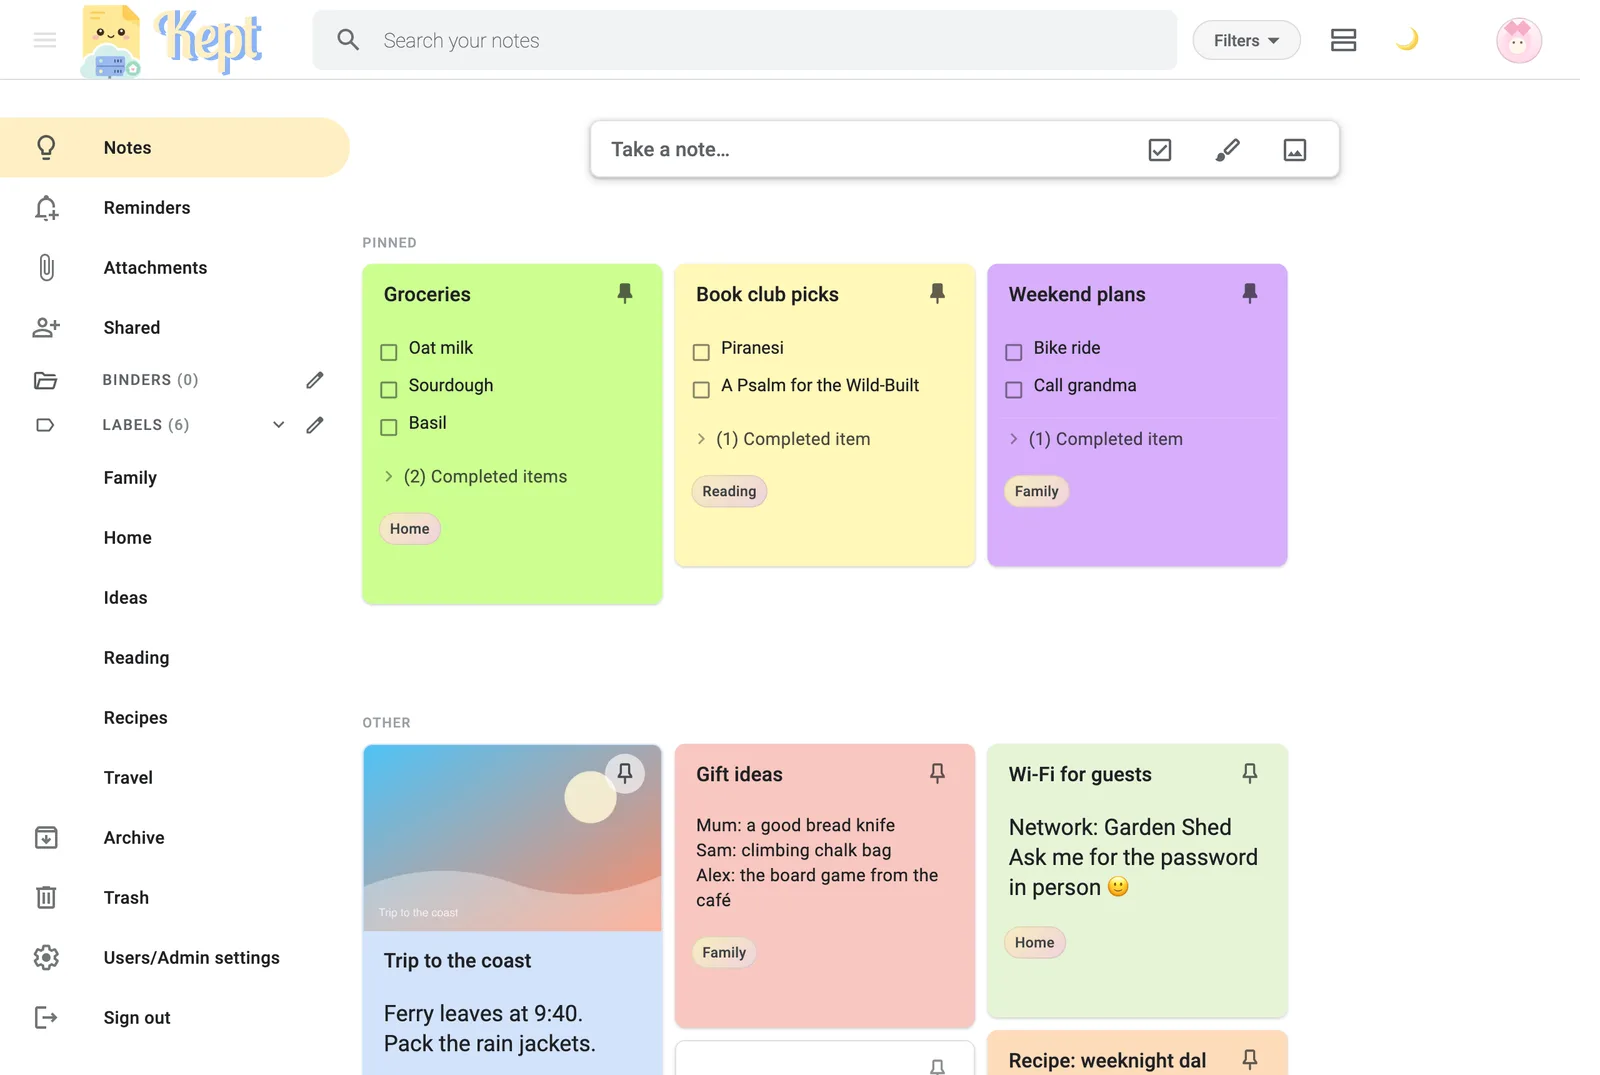 Kept
Search your notes
Filters
Notes
Reminders
Attachments
Shared
BINDERS (0)
LABELS (6)
Family
Home
Ideas
Reading
Recipes
Travel
Archive
Trash
Users/Admin settings
Sign out
Take a note...
PINNED
Groceries
Oat milk
Sourdough
Basil
(2) Completed items
Home
Book club picks
Piranesi
A Psalm for the Wild-Built
(1) Completed item
Reading
Weekend plans
Bike ride
Call grandma
(1) Completed item
Family
OTHER
Trip to the coast
Trip to the coast
Ferry leaves at 9:40.
Pack the rain jackets.
Gift ideas
Mum: a good bread knife
Sam: climbing chalk bag
Alex: the board game from the
café
Family
Wi-Fi for guests
Network: Garden Shed
Ask me for the password
in person 🙂
Home
Recipe: weeknight dal